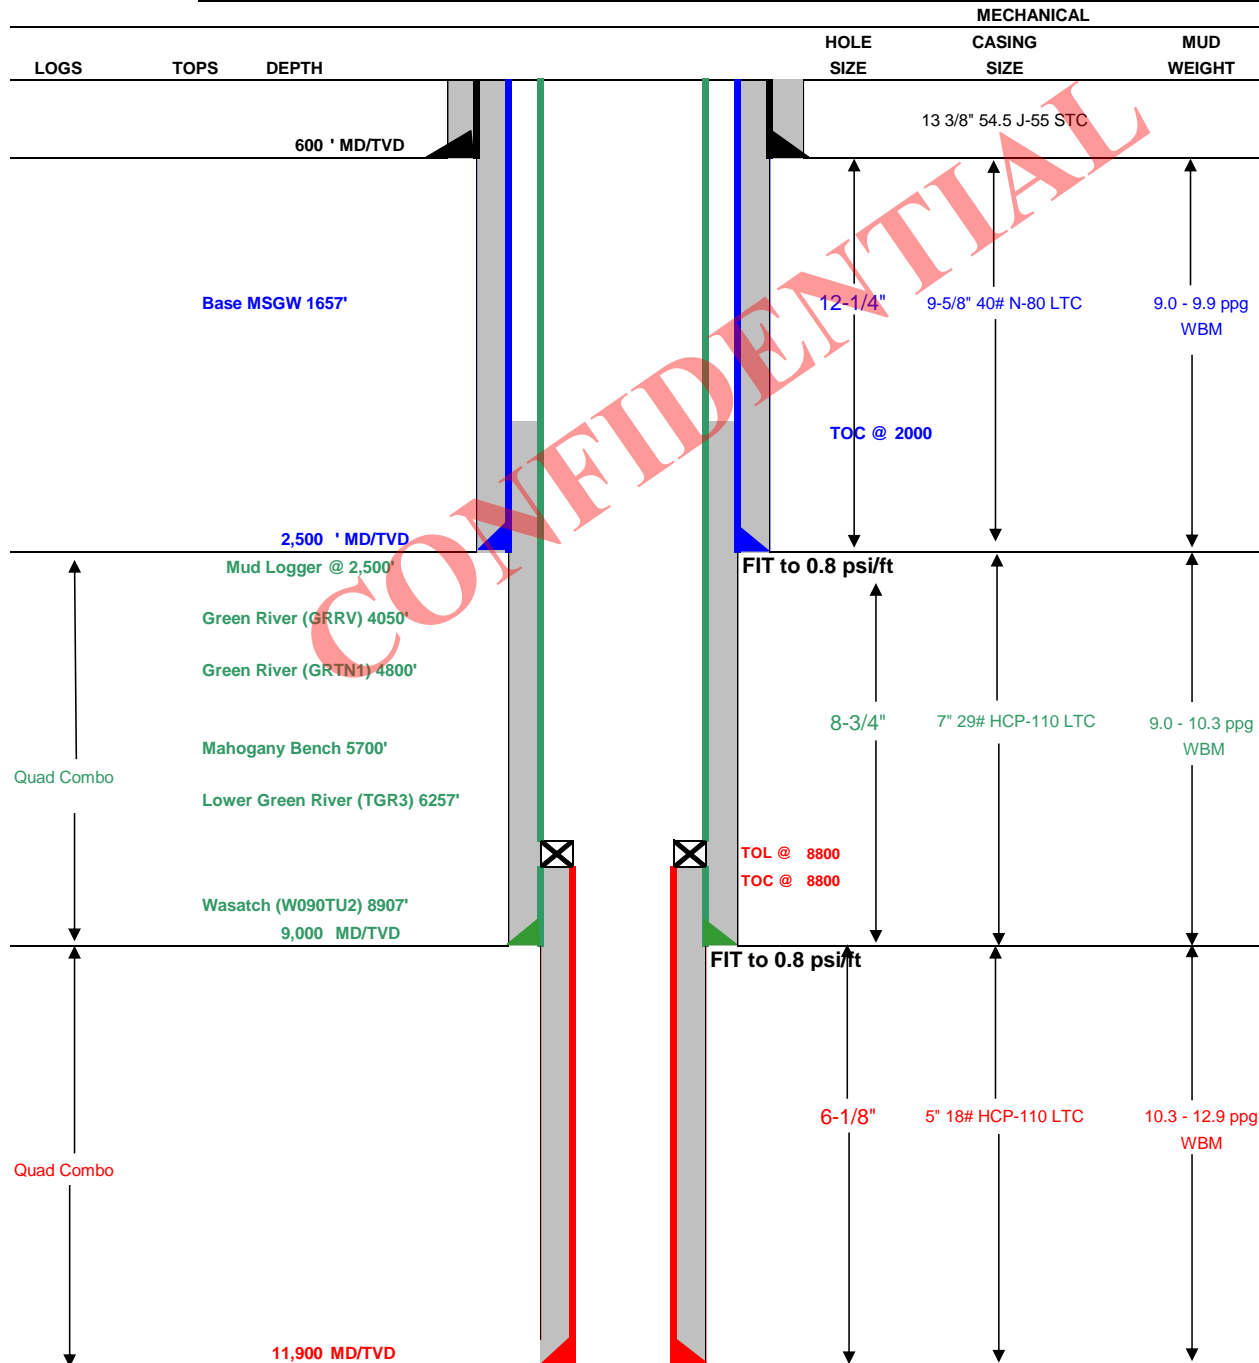 MECHANICAL
HOLE CASING MUD
LOGS TOPS DEPTH SIZE SIZE WEIGHT
13 3/8" 54.5 J-55 STC
600 ' MD/TVD
Base MSGW 1657' 12-1/4" 9-5/8" 40# N-80 LTC 9.0 - 9.9 ppg
WBM
TOC @ 2000
2,500 ' MD/TVD
Mud Logger @ 2,500' FIT to 0.8 psi/ft
Green River (GRRV) 4050'
Green River (GRTN1) 4800'
8-3/4" 7" 29# HCP-110 LTC 9.0 - 10.3 ppg
Mahogany Bench 5700' WBM
Quad Combo
Lower Green River (TGR3) 6257'
TOL @ 8800
TOC @ 8800
Wasatch (W090TU2) 8907'
9,000 MD/TVD
FIT to 0.8 psi/ft
6-1/8" 5" 18# HCP-110 LTC 10.3 - 12.9 ppg
WBM
Quad Combo
11,900 MD/TVD
CONFIDENTIAL